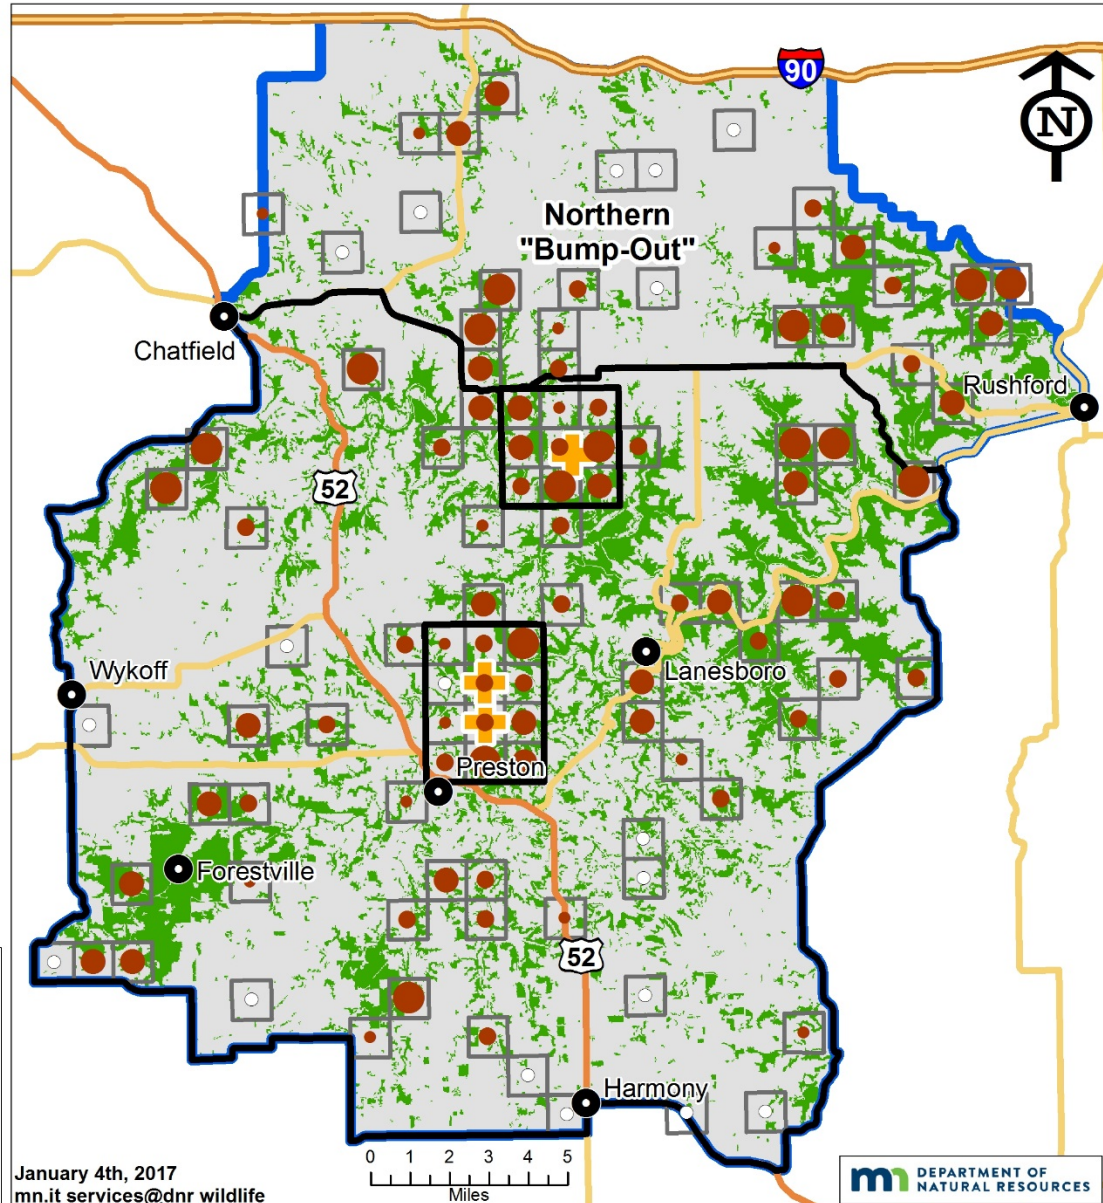 90
N
Northern
"Bump-Out"
Chatfield
Rushford
52
Wykoff
Lanesboro
Preston
Forestville
52
Harmony
0 1 2 3 4 5
Miles
January 4th, 2017
mn.it services@dnr wildlife
mn DEPARTMENT OF
NATURAL RESOURCES